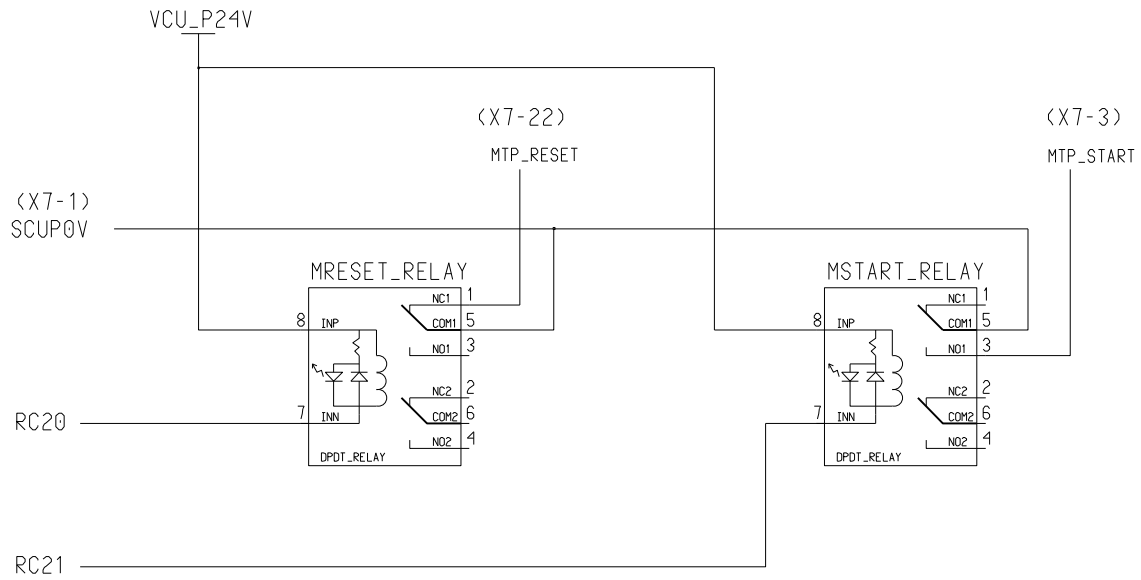 VCU_P24V
(X7-22)
MTP_RESET
(X7-3)
MTP_START
(X7-1)
SCUP0V
MRESET_RELAY
NC1 1
8 INP
COM1 5
NO1 3
NC2 2
7 INN
COM2 6
NO2 4
DPDT_RELAY
MSTART_RELAY
NC1 1
8 INP
COM1 5
NO1 3
NC2 2
7 INN
COM2 6
NO2 4
DPDT_RELAY
RC20
RC21